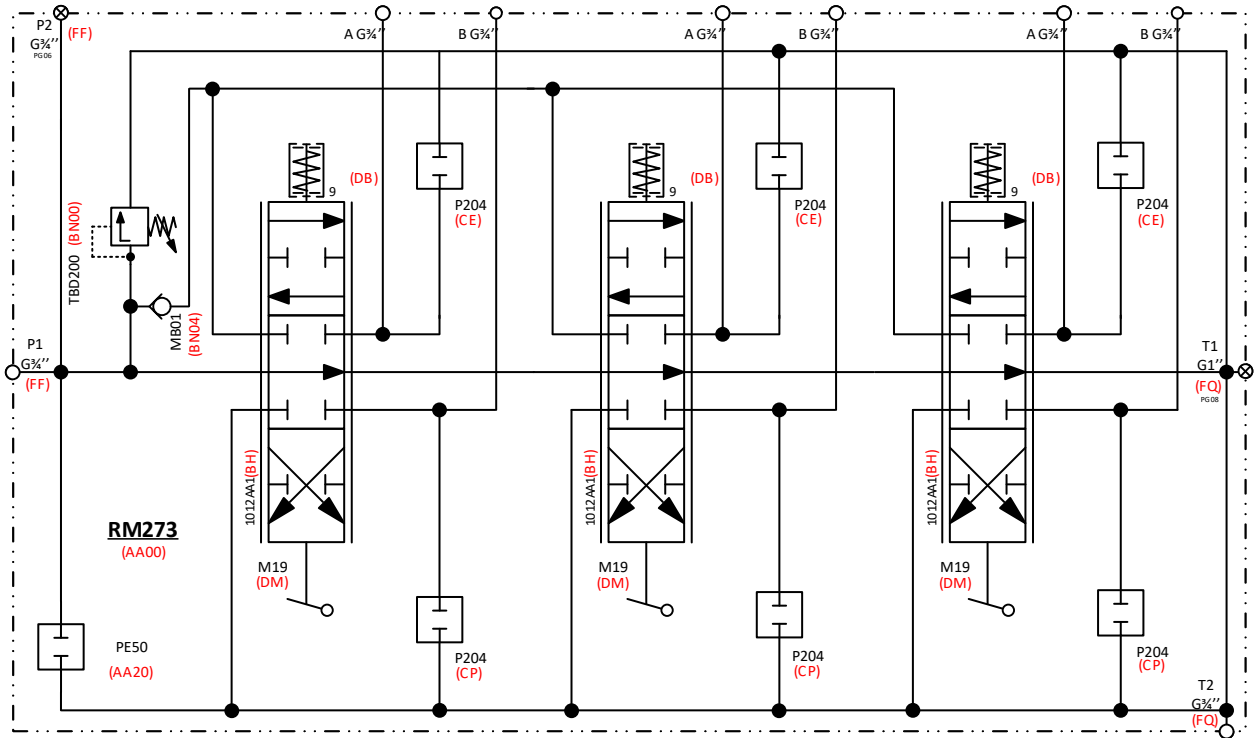 P2
(FF)
G¾’’
PG06
A G¾’’
B G¾’’
A G¾’’
B G¾’’
A G¾’’
B G¾’’
9
(DB)
9
(DB)
9
(DB)
P204
(CE)
P204
(CE)
P204
(CE)
TBD200 (BN00)
MB01
(BN04)
P1
G¾’’
(FF)
T1
G1’’
(FQ)
PG08
1012AA1(BH)
1012AA1(BH)
1012AA1(BH)
RM273
(AA00)
M19
(DM)
M19
(DM)
M19
(DM)
PE50
(AA20)
P204
(CP)
P204
(CP)
P204
(CP)
T2
G¾’’
(FQ)